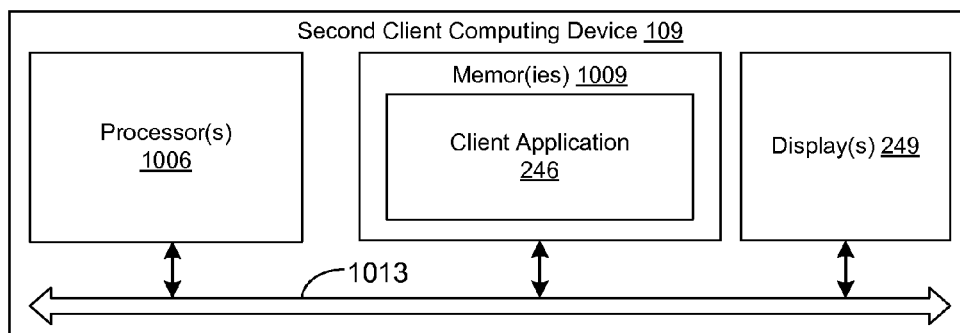 Second Client Computing Device 109
Processor(s)
1006
Memor(ies) 1009
Client Application
246
Display(s) 249
1013